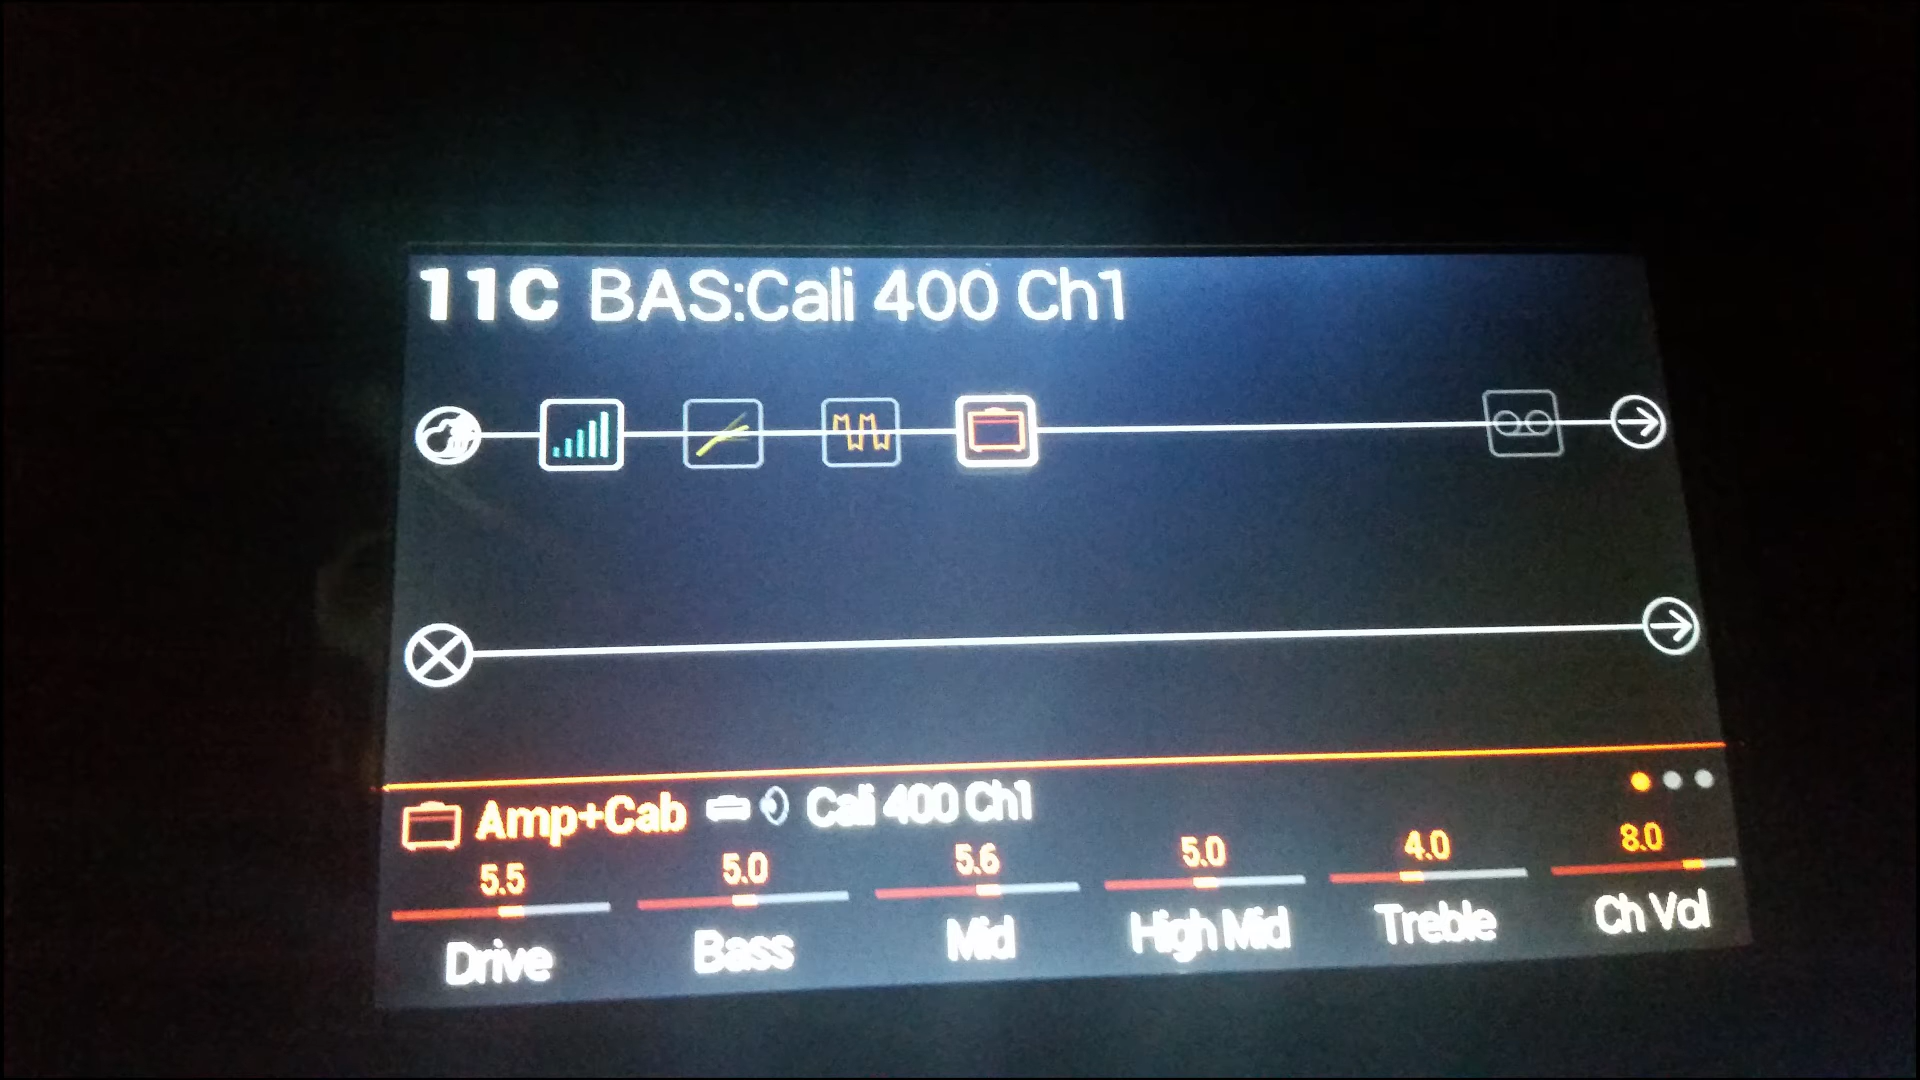 11C BAS:Cali 400 Ch1
Amp+Cab Cali 400 Ch1
5.5 5.0 5.6 5.0 4.0 8.0
Drive Bass Mid High Mid Treble Ch Vol